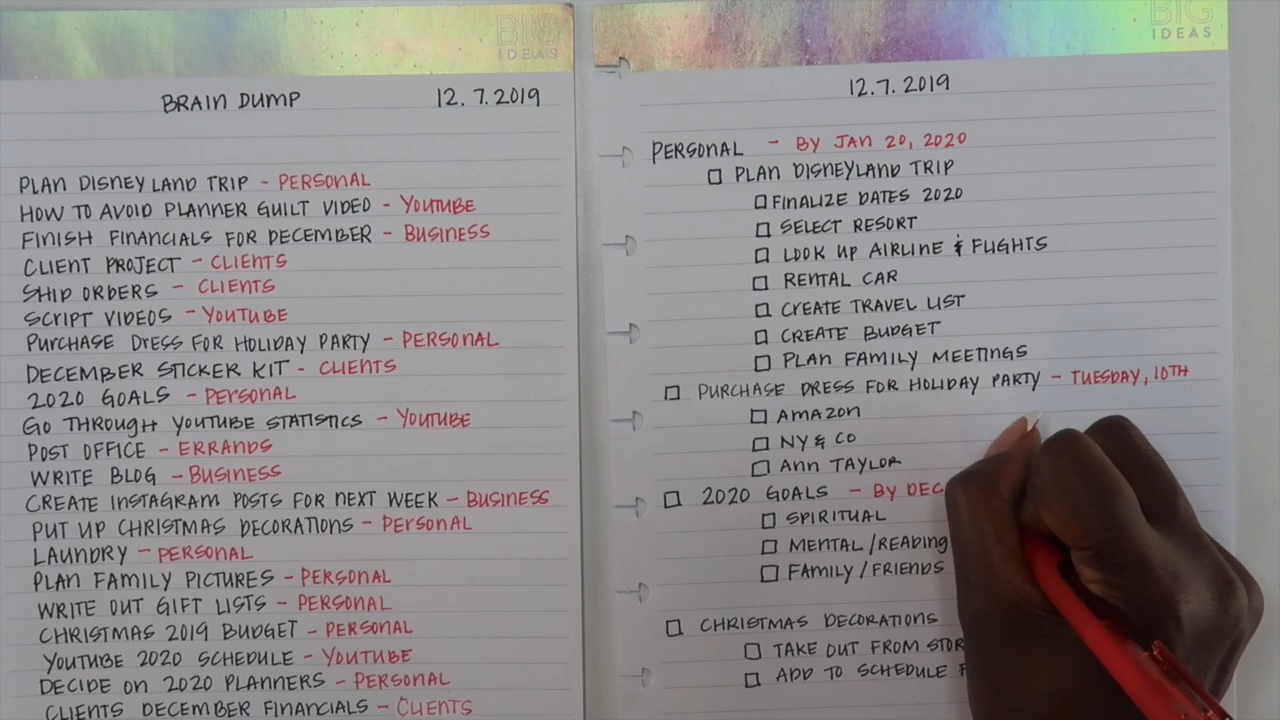 BIG
IDEAS
BRAIN DUMP 12.7.2019
PLAN DISNEYLAND TRIP - PERSONAL
HOW TO AVOID PLANNER GUILT VIDEO - YOUTUBE
FINISH FINANCIALS FOR DECEMBER - BUSINESS
CLIENT PROJECT - CLIENTS
SHIP ORDERS - CLIENTS
SCRIPT VIDEOS - YOUTUBE
PURCHASE DRESS FOR HOLIDAY PARTY - PERSONAL
DECEMBER STICKER KIT - CLIENTS
2020 GOALS - PERSONAL
GO THROUGH YOUTUBE STATISTICS - YOUTUBE
POST OFFICE - ERRANDS
WRITE BLOG - BUSINESS
CREATE INSTAGRAM POSTS FOR NEXT WEEK - BUSINESS
PUT UP CHRISTMAS DECORATIONS - PERSONAL
LAUNDRY - PERSONAL
PLAN FAMILY PICTURES - PERSONAL
WRITE OUT GIFT LISTS - PERSONAL
CHRISTMAS 2019 BUDGET - PERSONAL
YOUTUBE 2020 SCHEDULE - YOUTUBE
DECIDE ON 2020 PLANNERS - PERSONAL
CLIENTS DECEMBER FINANCIALS - CLIENTS
BIG
IDEAS
12.7.2019
PERSONAL - BY JAN 20, 2020
PLAN DISNEYLAND TRIP
FINALIZE DATES 2020
SELECT RESORT
LOOK UP AIRLINE & FLIGHTS
RENTAL CAR
CREATE TRAVEL LIST
CREATE BUDGET
PLAN FAMILY MEETINGS
PURCHASE DRESS FOR HOLIDAY PARTY - TUESDAY, 10TH
AMAZON
NY & CO
ANN TAYLOR
2020 GOALS - BY DEC
SPIRITUAL
MENTAL/READING
FAMILY/FRIENDS
CHRISTMAS DECORATIONS
TAKE OUT FROM STOR
ADD TO SCHEDULE F